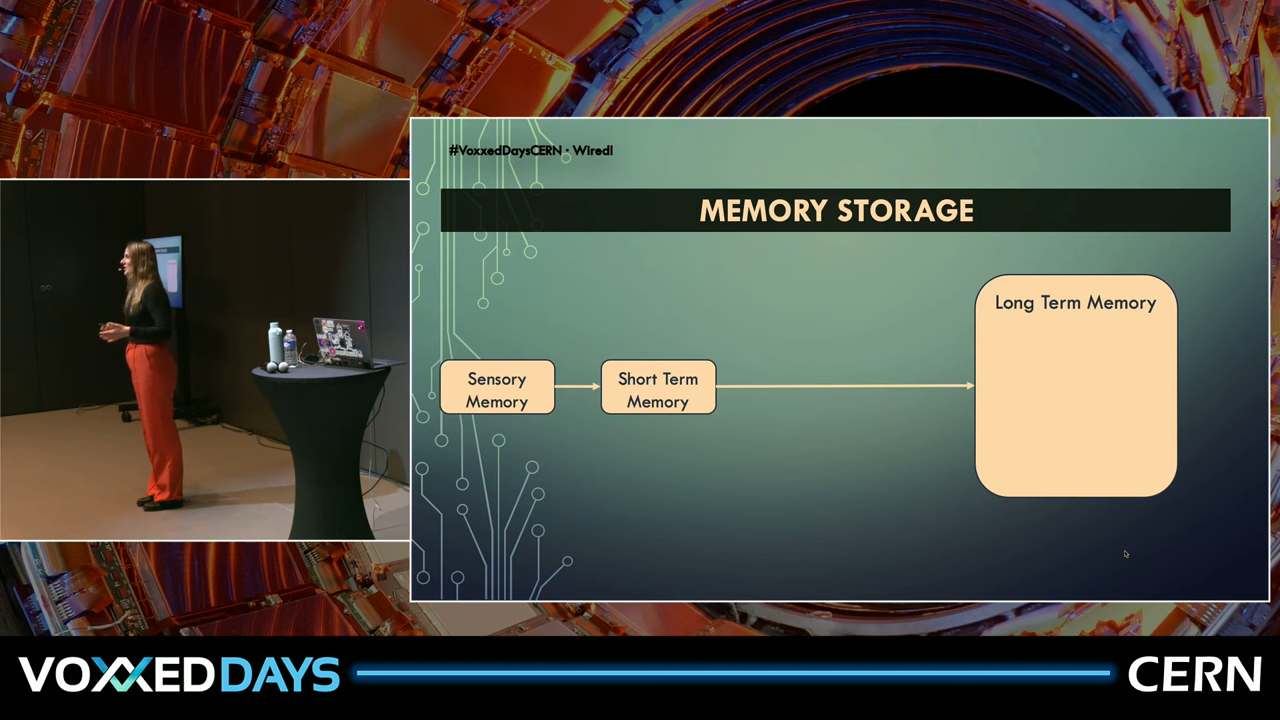 #VoxxedDaysCERN · Wired!
MEMORY STORAGE
Long Term Memory
Sensory
Memory
Short Term
Memory
VOXXEDDAYS
CERN